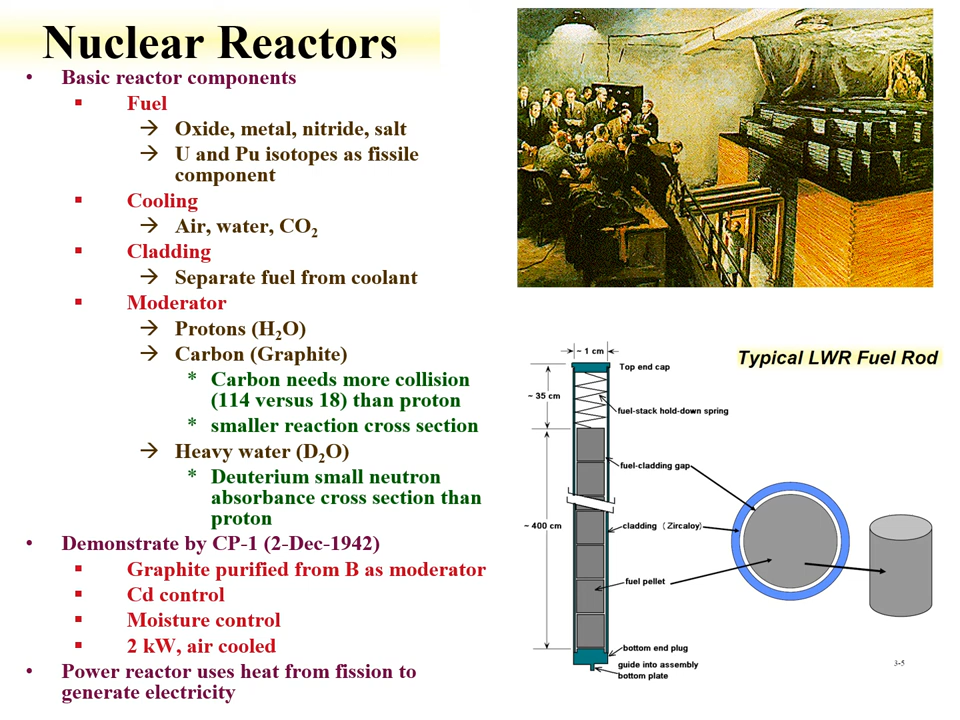 Nuclear Reactors
• Basic reactor components
▪ Fuel
→ Oxide, metal, nitride, salt
→ U and Pu isotopes as fissile
component
▪ Cooling
→ Air, water, CO₂
▪ Cladding
→ Separate fuel from coolant
▪ Moderator
→ Protons (H₂O)
→ Carbon (Graphite)
* Carbon needs more collision
(114 versus 18) than proton
* smaller reaction cross section
→ Heavy water (D₂O)
* Deuterium small neutron
absorbance cross section than
proton
• Demonstrate by CP-1 (2-Dec-1942)
▪ Graphite purified from B as moderator
▪ Cd control
▪ Moisture control
▪ 2 kW, air cooled
• Power reactor uses heat from fission to
generate electricity
Typical LWR Fuel Rod
~ 1 cm
Top end cap
~ 35 cm
fuel-stack hold-down spring
fuel-cladding gap
~ 400 cm
cladding (Zircaloy)
fuel pellet
bottom end plug
guide into assembly
bottom plate
3-5